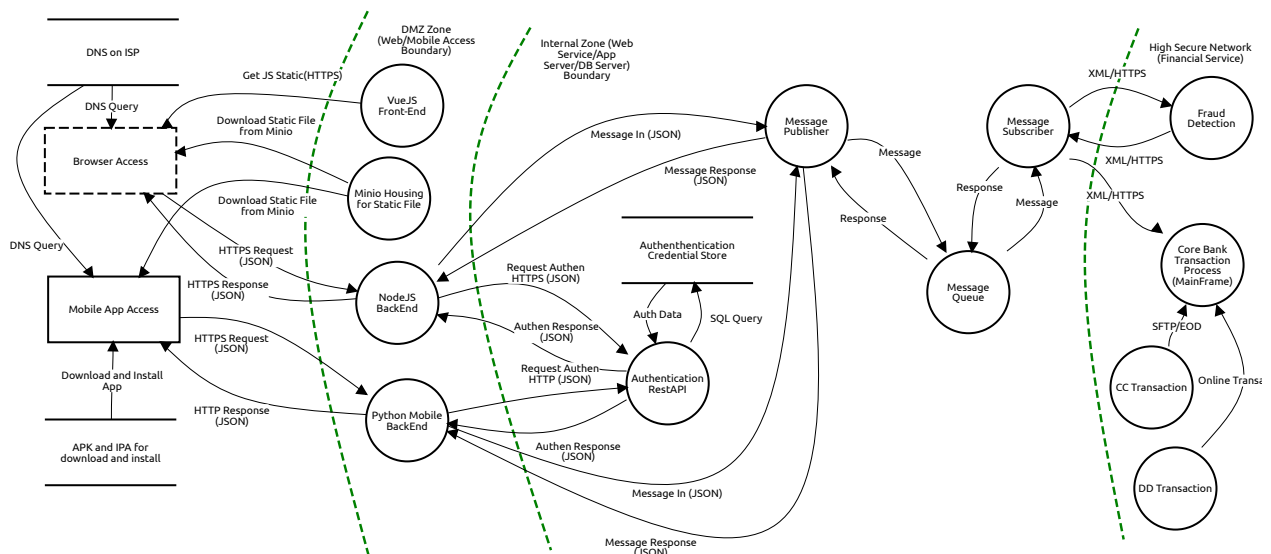 DNS on ISP
DMZ Zone
(Web/Mobile Access
Boundary)
Internal Zone (Web
Service/App
Server/DB Server)
Boundary
High Secure Network
(Financial Service)
Get JS Static(HTTPS)
XML/HTTPS
DNS Query
VueJS
Front-End
Download Static File
from Minio
Message In (JSON)
Message
Publisher
Message
Subscriber
Fraud
Detection
Browser Access
Message
XML/HTTPS
Message Response
(JSON)
Minio Housing
for Static File
Download Static File
from Minio
Response
Message
XML/HTTPS
Response
DNS Query
HTTPS Request
(JSON)
Authenthentication
Credential Store
Core Bank
Transaction
Process
(MainFrame)
Request Authen
HTTPS (JSON)
HTTPS Response
(JSON)
NodeJS
BackEnd
Message
Queue
Mobile App Access
Auth Data
SQL Query
Authen Response
(JSON)
SFTP/EOD
HTTPS Request
(JSON)
Request Authen
HTTP (JSON)
Download and Install
App
Authentication
RestAPI
CC Transaction
Online Transa
HTTP Response
(JSON)
Python Mobile
BackEnd
APK and IPA for
download and install
Authen Response
(JSON)
DD Transaction
Message In (JSON)
Message Response
(JSON)